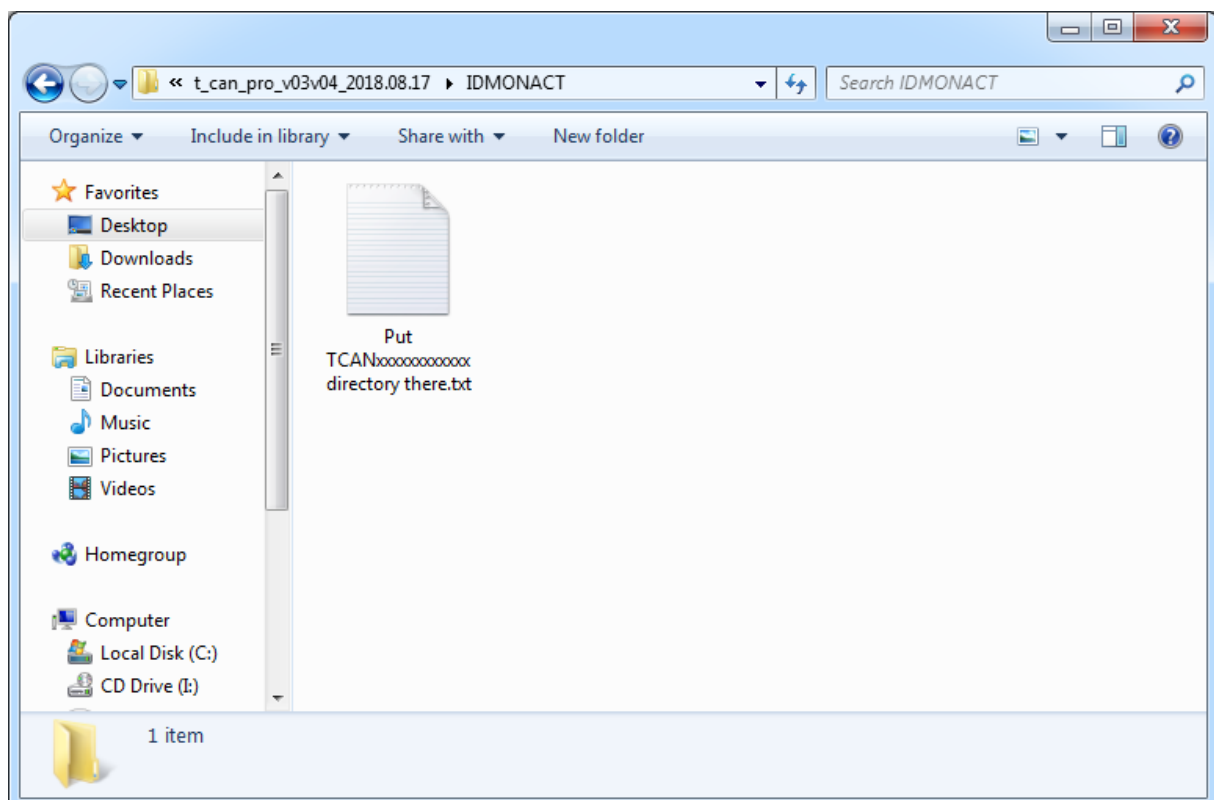 « t_can_pro_v03v04_2018.08.17 ▸ IDMONACT
Search IDMONACT
Organize Include in library Share with New folder
Favorites
Desktop
Downloads
Recent Places
Libraries
Documents
Music
Pictures
Videos
Homegroup
Computer
Local Disk (C:)
CD Drive (I:)
Put
TCANxxxxxxxxxxxx
directory there.txt
1 item